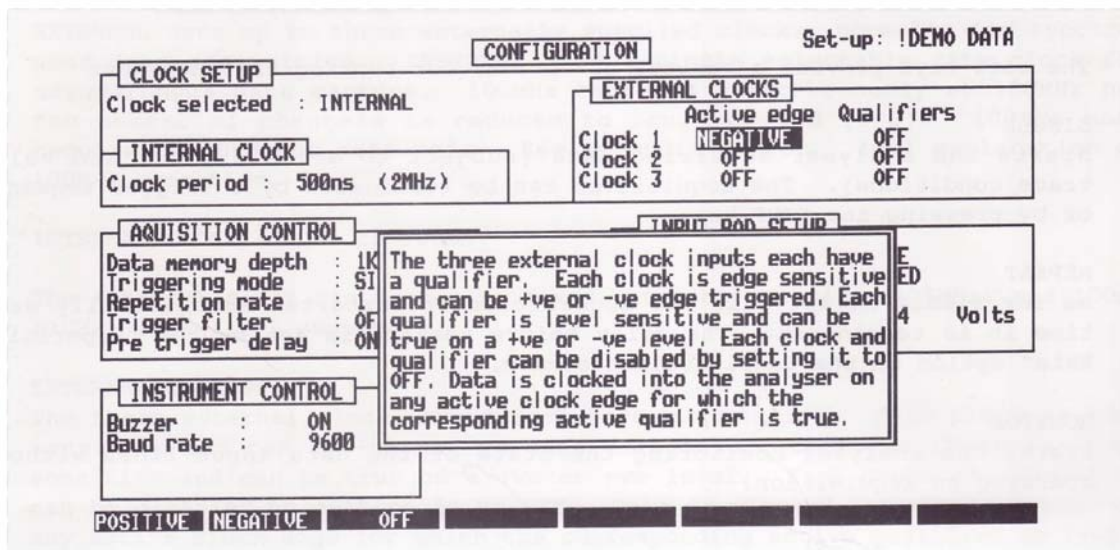 CONFIGURATION
Set-up: !DEMO DATA
CLOCK SETUP
Clock selected : INTERNAL
INTERNAL CLOCK
Clock period : 500ns (2MHz)
EXTERNAL CLOCKS
Active edge Qualifiers
Clock 1 NEGATIVE OFF
Clock 2 OFF OFF
Clock 3 OFF OFF
AQUISITION CONTROL
Data memory depth : 1K
Triggering mode : SI
Repetition rate :
Trigger filter : OF
Pre trigger delay : ON
INPUT POD SETUP
E
ED
4 Volts
The three external clock inputs each have
a qualifier. Each clock is edge sensitive
and can be +ve or -ve edge triggered. Each
qualifier is level sensitive and can be
true on a +ve or -ve level. Each clock and
qualifier can be disabled by setting it to
OFF. Data is clocked into the analyser on
any active clock edge for which the
corresponding active qualifier is true.
INSTRUMENT CONTROL
Buzzer : ON
Baud rate : 9600
POSITIVE NEGATIVE OFF